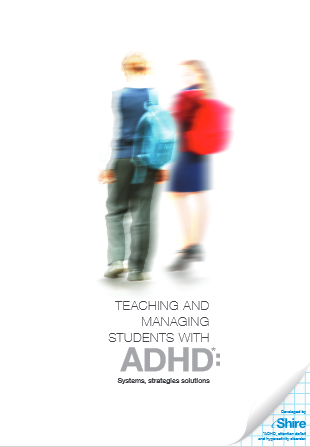 TEACHING AND
MANAGING
STUDENTS WITH
ADHD*:
Systems, strategies solutions
Developed by
Shire
*ADHD, attention deficit
and hyperactivity disorder